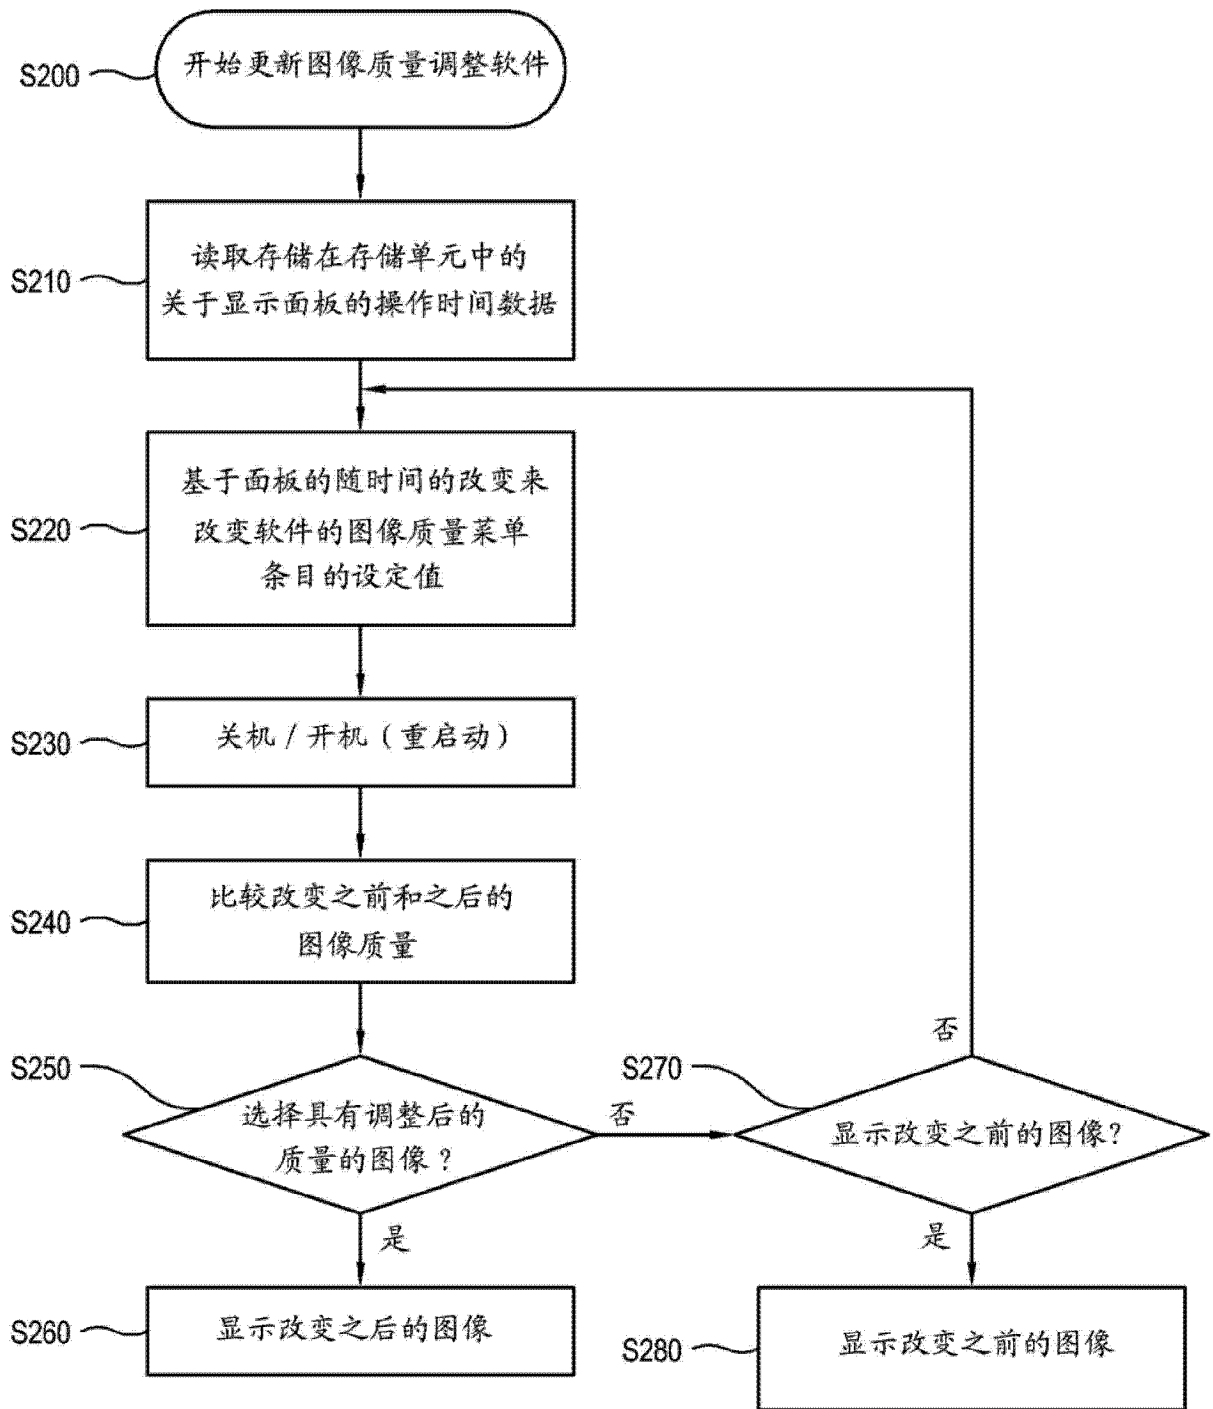 S200
开始更新图像质量调整软件
S210
读取存储在存储单元中的
关于显示面板的操作时间数据
S220
基于面板的随时间的改变来
改变软件的图像质量菜单
条目的设定值
S230
关机 / 开机 ( 重启动 )
S240
比较改变之前和之后的
图像质量
S250
选择具有调整后的
质量的图像 ?
否
是
S260
显示改变之后的图像
S270
显示改变之前的图像?
否
是
S280
显示改变之前的图像